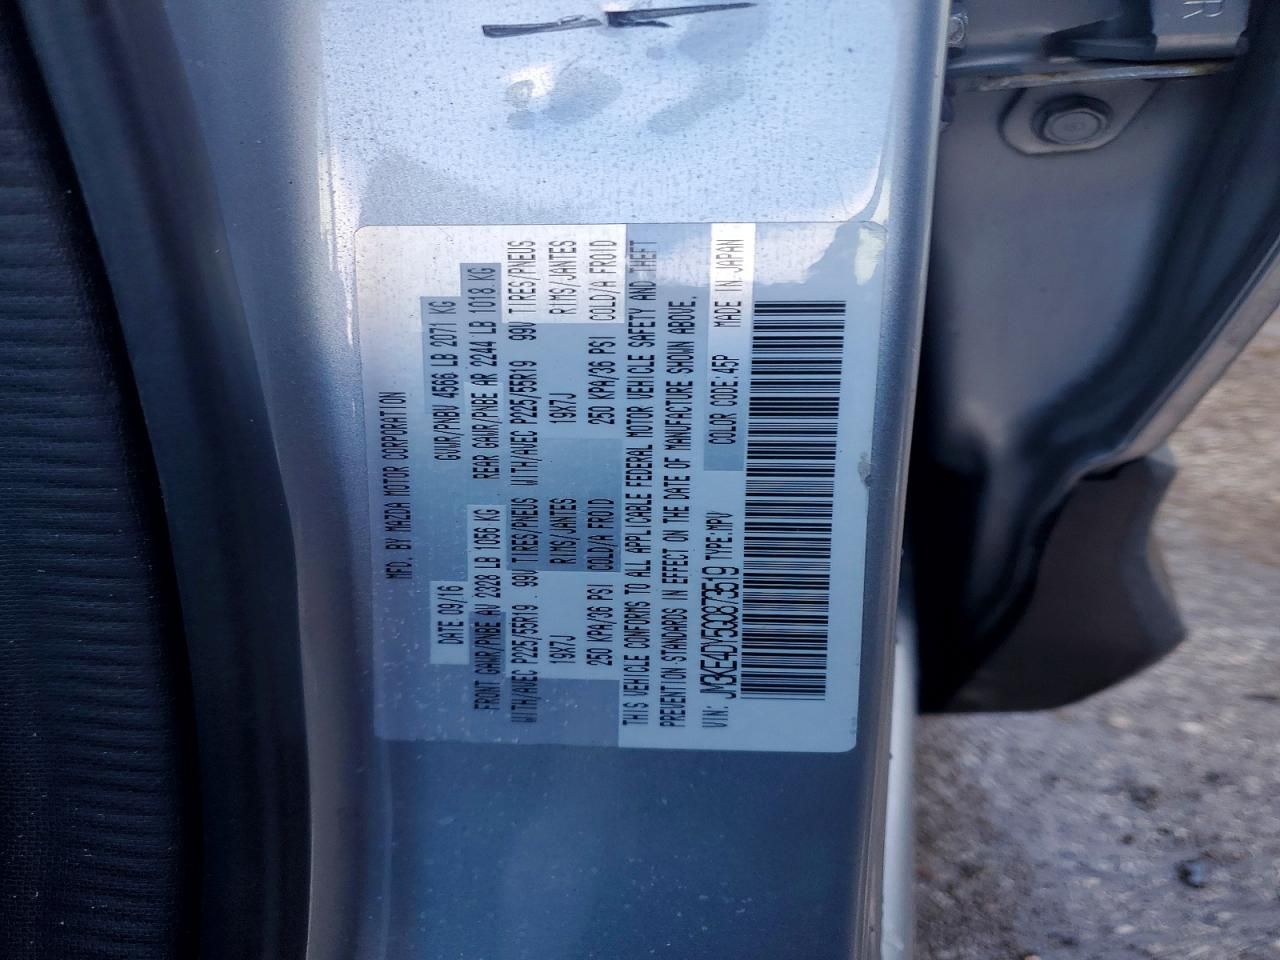 MFD. BY MAZDA MOTOR CORPORATION
DATE 09/16 GVWR/PNBV 4566 LB 2071 KG
FRONT GAWR/PNBE AV 2328 LB 1056 KG REAR GAWR/PNBE AR 2244 LB 1018 KG
WITH/AVEC P225/55R19 99V TIRES/PNEUS WITH/AVEC P225/55R19 99V TIRES/PNEUS
19X7J RIMS/JANTES 19X7J RIMS/JANTES
250 KPA/36 PSI COLD/A FROID 250 KPA/36 PSI COLD/A FROID
THIS VEHICLE CONFORMS TO ALL APPLICABLE FEDERAL MOTOR VEHICLE SAFETY AND THEFT
PREVENTION STANDARDS IN EFFECT ON THE DATE OF MANUFACTURE SHOWN ABOVE.
VIN: JM3KE4DY5G0873519 TYPE:MPV COLOR CODE:45P MADE IN JAPAN